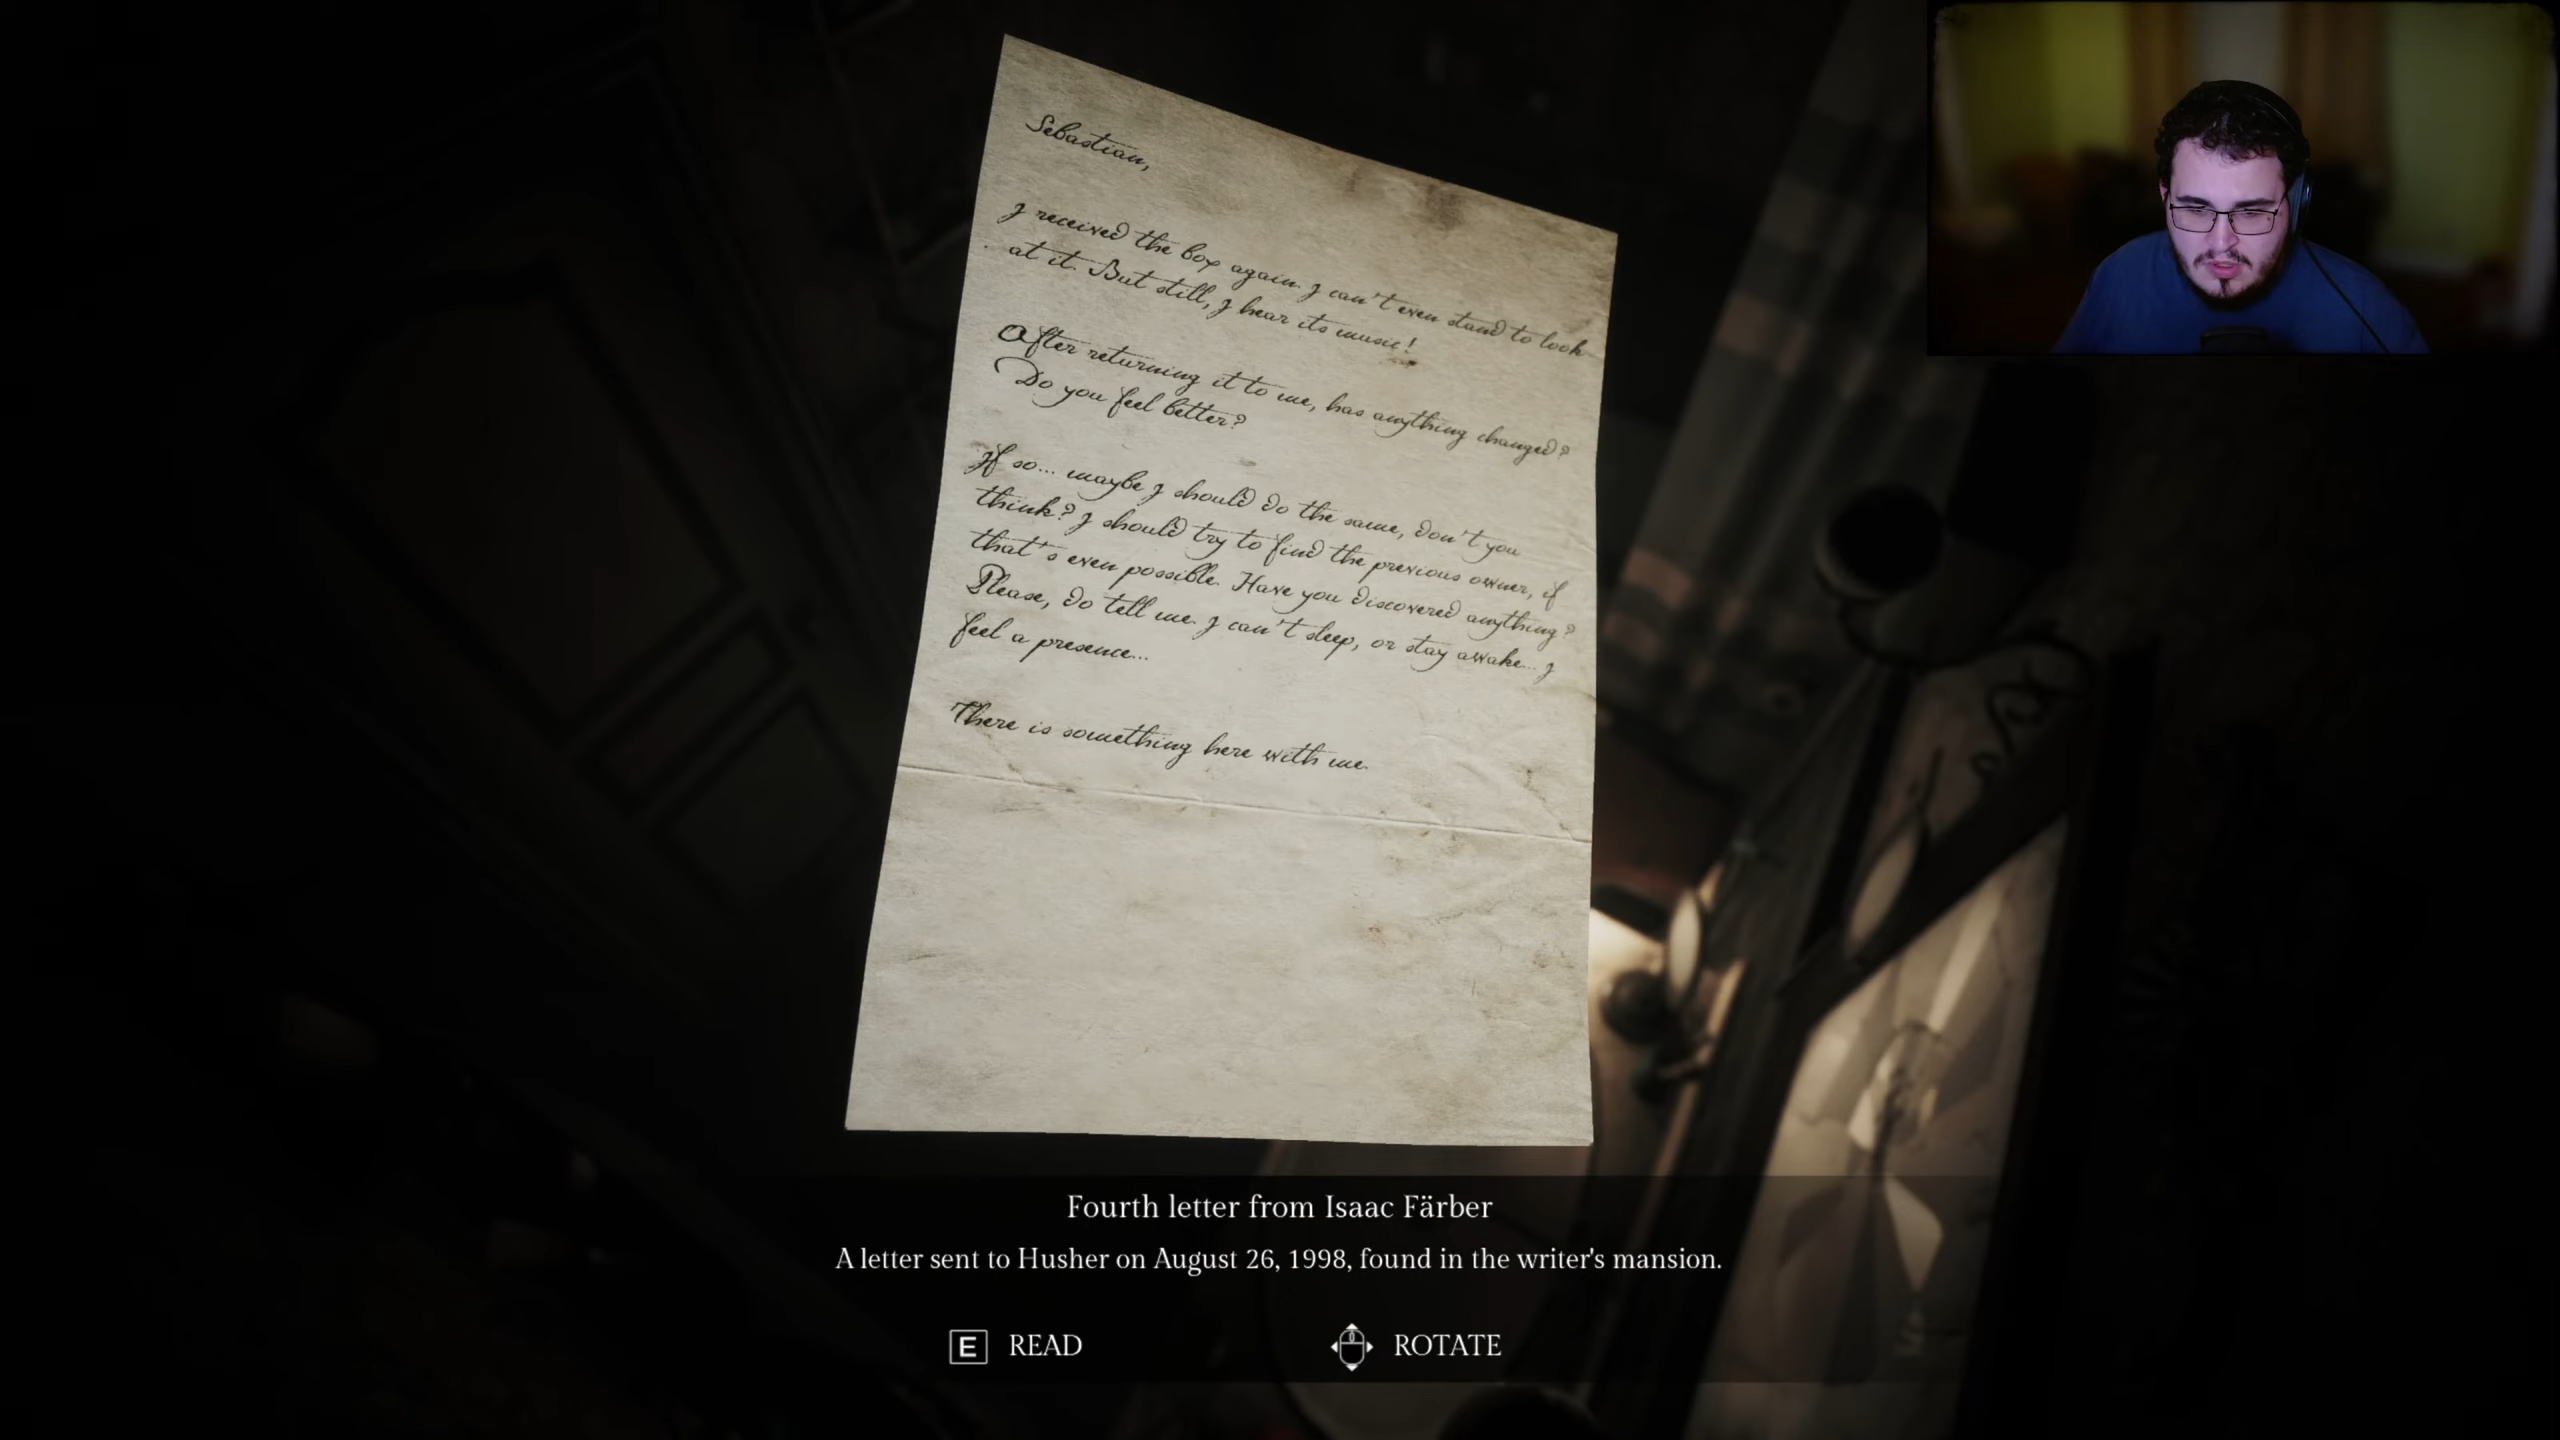 Sebastian,
I received the box again. I can't even stand to look
at it. But still, I hear its music!
After returning it to me, has anything changed?
Do you feel better?
If so... maybe I should do the same, don't you
think? I should try to find the previous owner, if
that's even possible. Have you discovered anything?
Please, do tell me. I can't sleep, or stay awake... I
feel a presence...
There is something here with me.
Fourth letter from Isaac Färber
A letter sent to Husher on August 26, 1998, found in the writer's mansion.
E READ
ROTATE